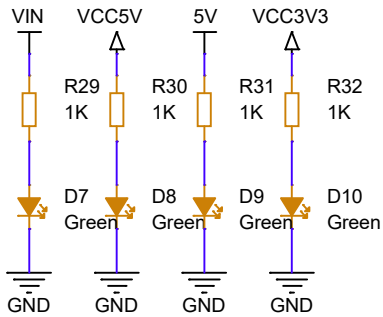 VIN VCC5V 5V VCC3V3
R29 R30 R31 R32
1K 1K 1K 1K
D7 D8 D9 D10
Green Green Green Green
GND GND GND GND